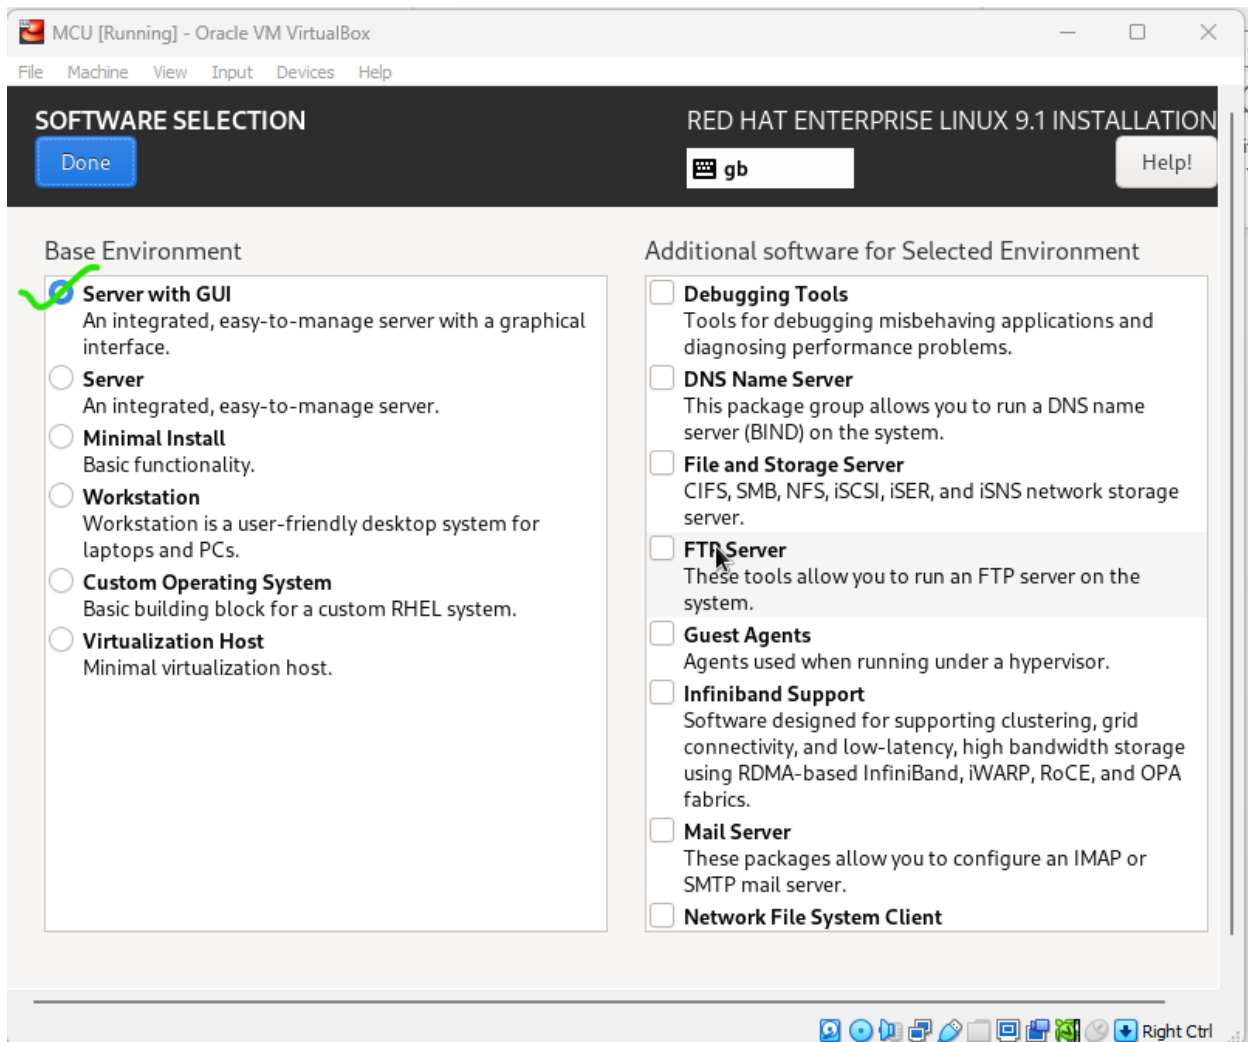 MCU [Running] - Oracle VM VirtualBox
File Machine View Input Devices Help
SOFTWARE SELECTION
RED HAT ENTERPRISE LINUX 9.1 INSTALLATION
Done
gb
Help!
Base Environment
Server with GUI
An integrated, easy-to-manage server with a graphical
interface.
Server
An integrated, easy-to-manage server.
Minimal Install
Basic functionality.
Workstation
Workstation is a user-friendly desktop system for
laptops and PCs.
Custom Operating System
Basic building block for a custom RHEL system.
Virtualization Host
Minimal virtualization host.
Additional software for Selected Environment
Debugging Tools
Tools for debugging misbehaving applications and
diagnosing performance problems.
DNS Name Server
This package group allows you to run a DNS name
server (BIND) on the system.
File and Storage Server
CIFS, SMB, NFS, iSCSI, iSER, and iSNS network storage
server.
FTP Server
These tools allow you to run an FTP server on the
system.
Guest Agents
Agents used when running under a hypervisor.
Infiniband Support
Software designed for supporting clustering, grid
connectivity, and low-latency, high bandwidth storage
using RDMA-based InfiniBand, iWARP, RoCE, and OPA
fabrics.
Mail Server
These packages allow you to configure an IMAP or
SMTP mail server.
Network File System Client
Right Ctrl